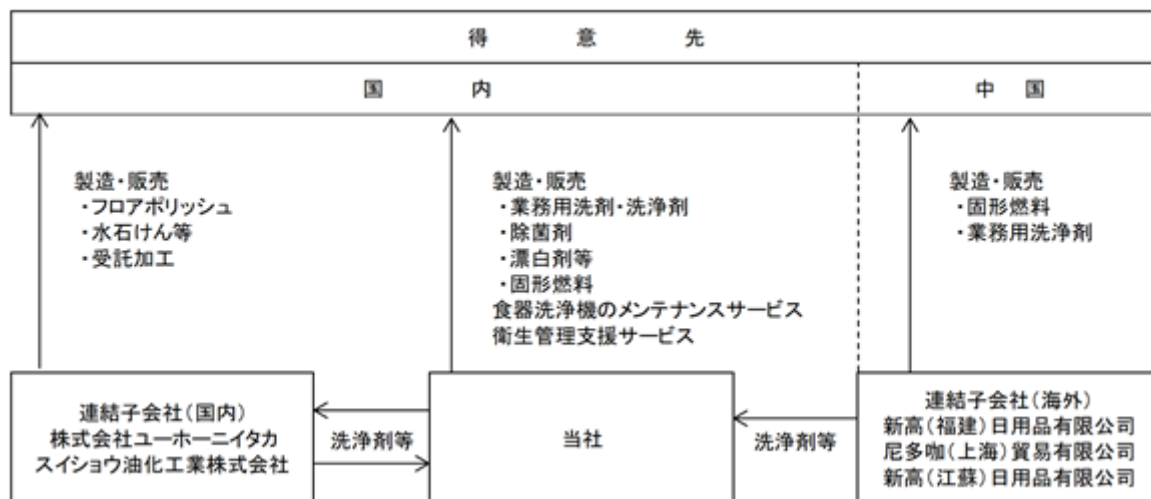 得意先
国内
中国
製造・販売
・フロアポリッシュ
・水石けん等
・受託加工
製造・販売
・業務用洗剤・洗浄剤
・除菌剤
・漂白剤等
・固形燃料
食器洗浄機のメンテナンスサービス
衛生管理支援サービス
製造・販売
・固形燃料
・業務用洗浄剤
連結子会社(国内)
株式会社ユーホーニイタカ
スイショウ油化工業株式会社
洗浄剤等
当社
洗浄剤等
連結子会社(海外)
新高(福建)日用品有限公司
尼多咖(上海)貿易有限公司
新高(江蘇)日用品有限公司